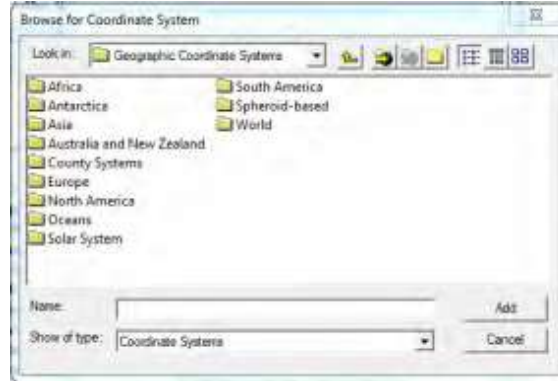 Browse for Coordinate System
Look in: Geographic Coordinate Systems
Africa
Antarctica
Asia
Australia and New Zealand
County Systems
Europe
North America
Oceans
Solar System
South America
Spheroid-based
World
Name:
Add
Show of type: Coordinate Systems
Cancel